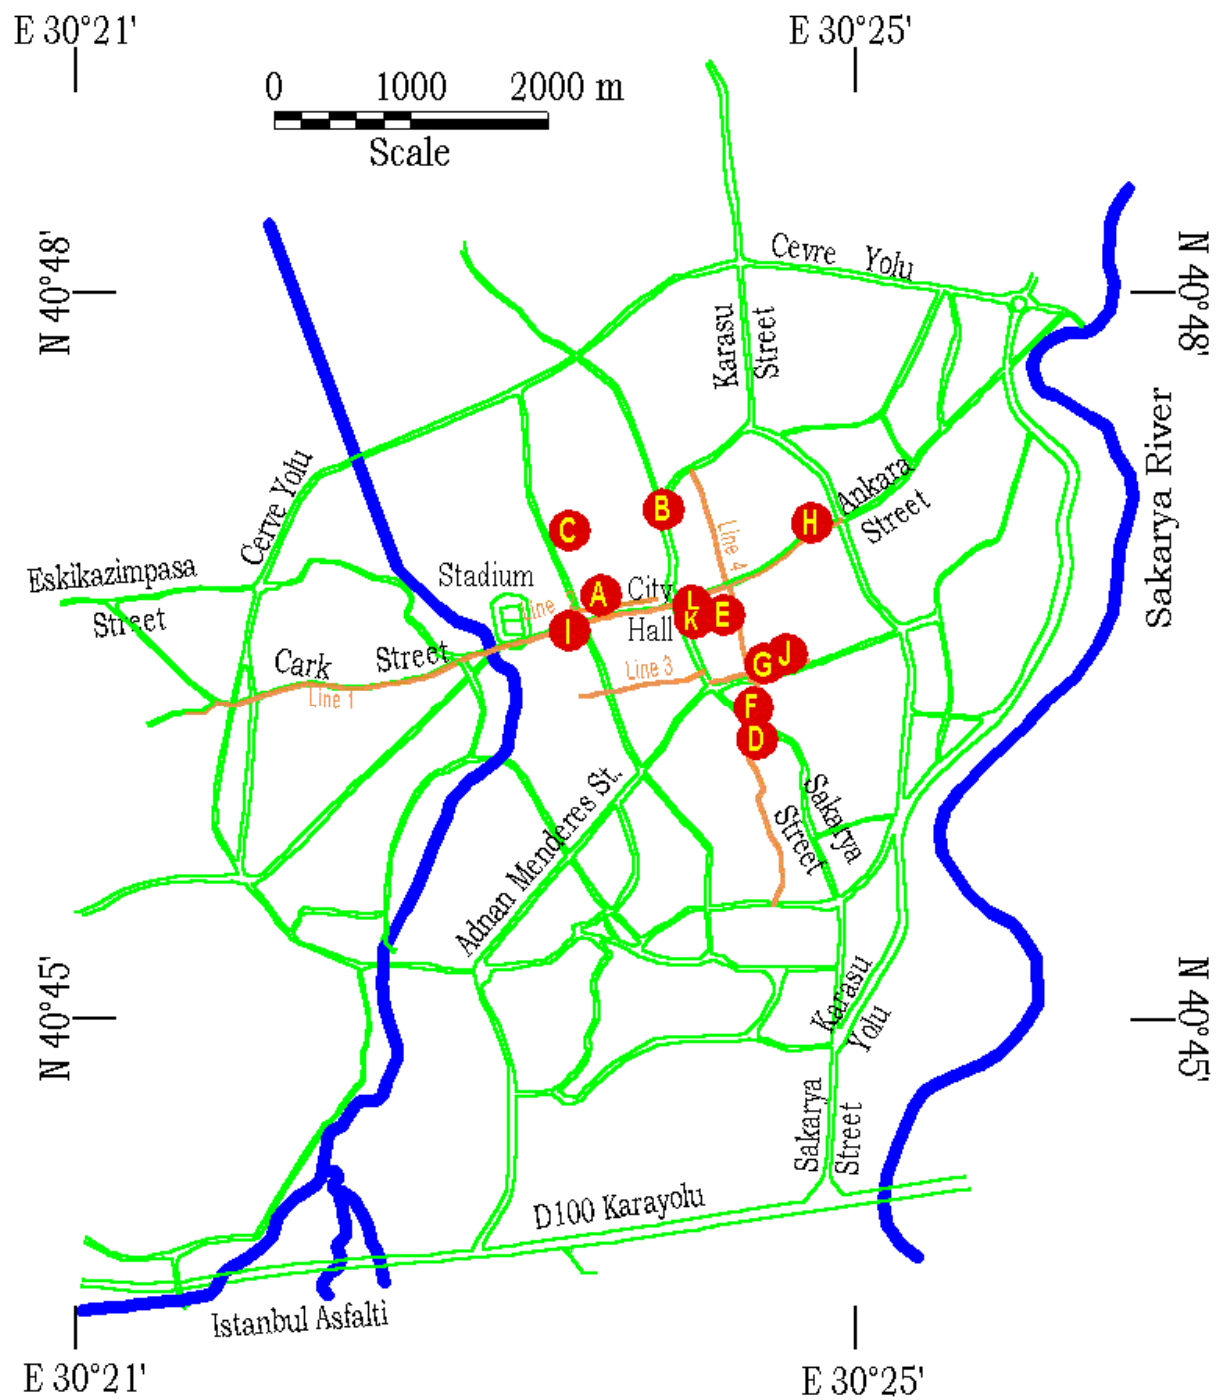 E 30°21'
E 30°25'
0 1000 2000 m
Scale
N 40°48'
N 40°48'
Cevre Yolu
Karasu
Street
Sakarya River
Cerve Yolu
Ankara
Street
B
C
H
Line 4
Eskikazimpasa
Street
Stadium
Line
A
City
Hall
L
K
E
I
Cark Street
Line 1
Line 3
G
J
F
D
Sakarya
Street
Adnan Menderes St.
Karasu
Yolu
N 40°45'
N 40°45'
Sakarya
Street
D100 Karayolu
Istanbul Asfalti
E 30°21'
E 30°25'